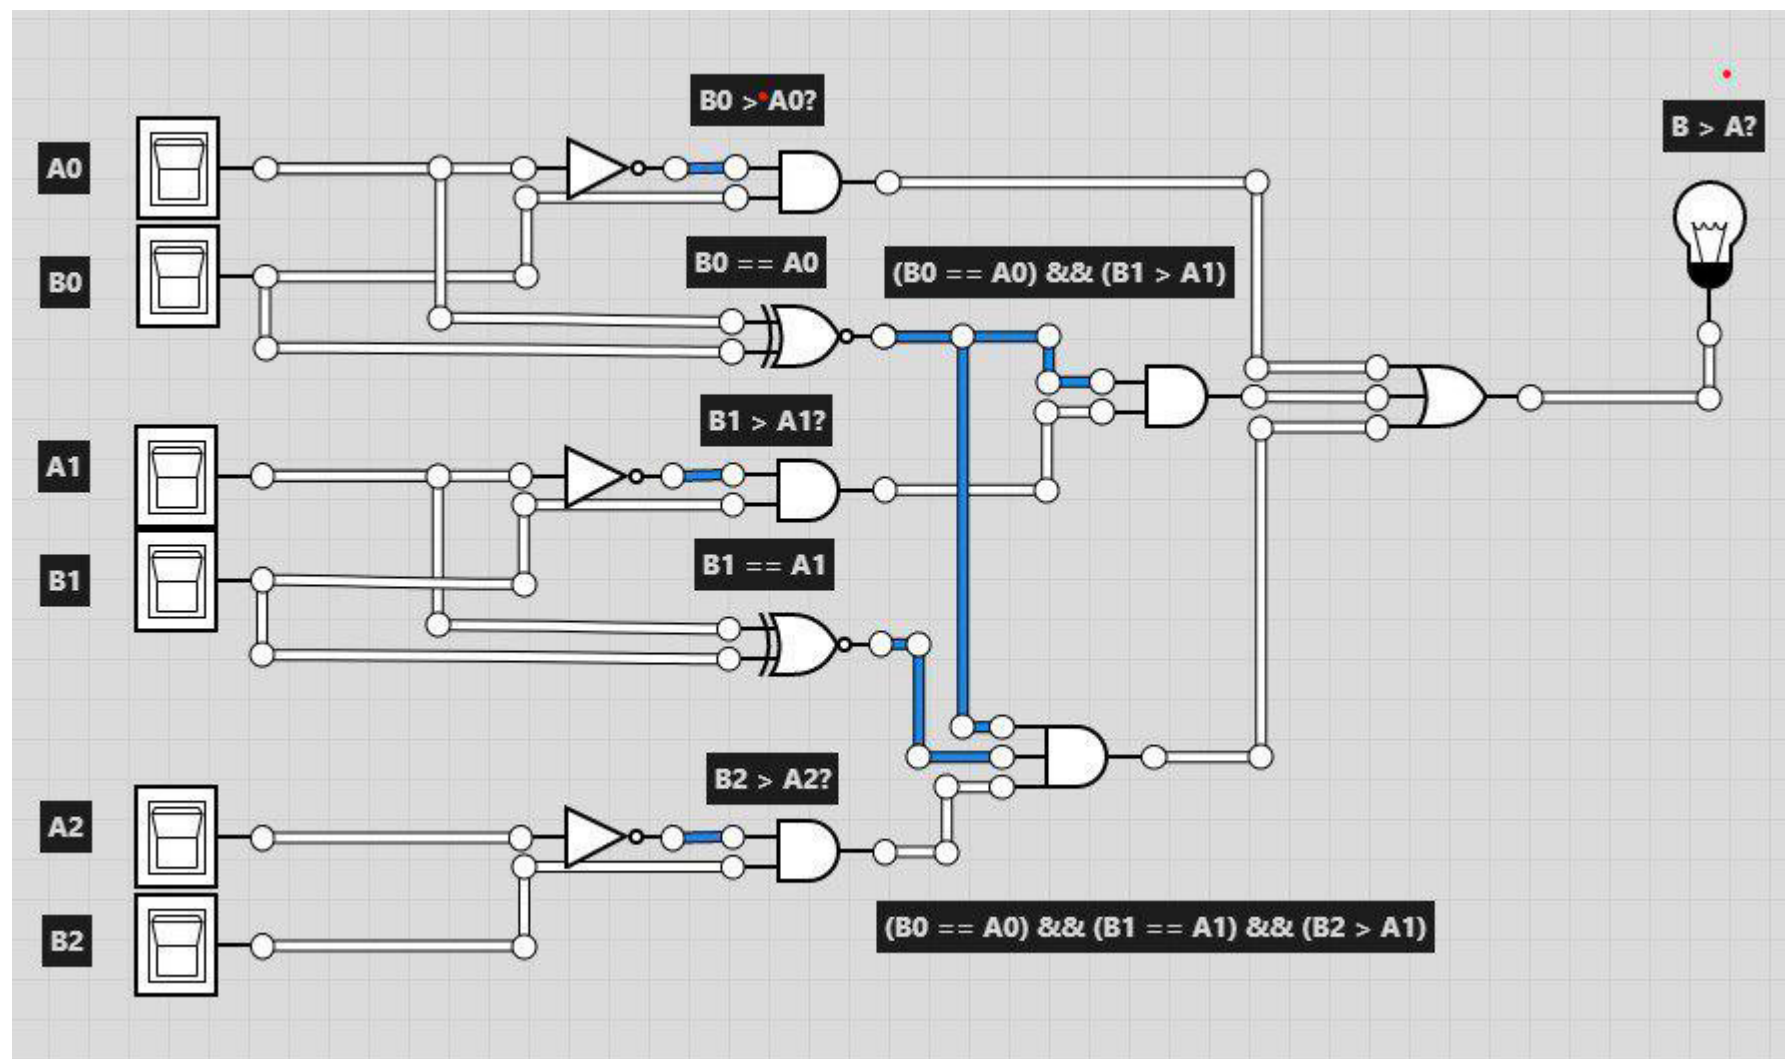 B0 > A0?
B > A?
A0
B0 == A0
(B0 == A0) && (B1 > A1)
B0
B1 > A1?
A1
B1 == A1
B1
B2 > A2?
A2
(B0 == A0) && (B1 == A1) && (B2 > A1)
B2